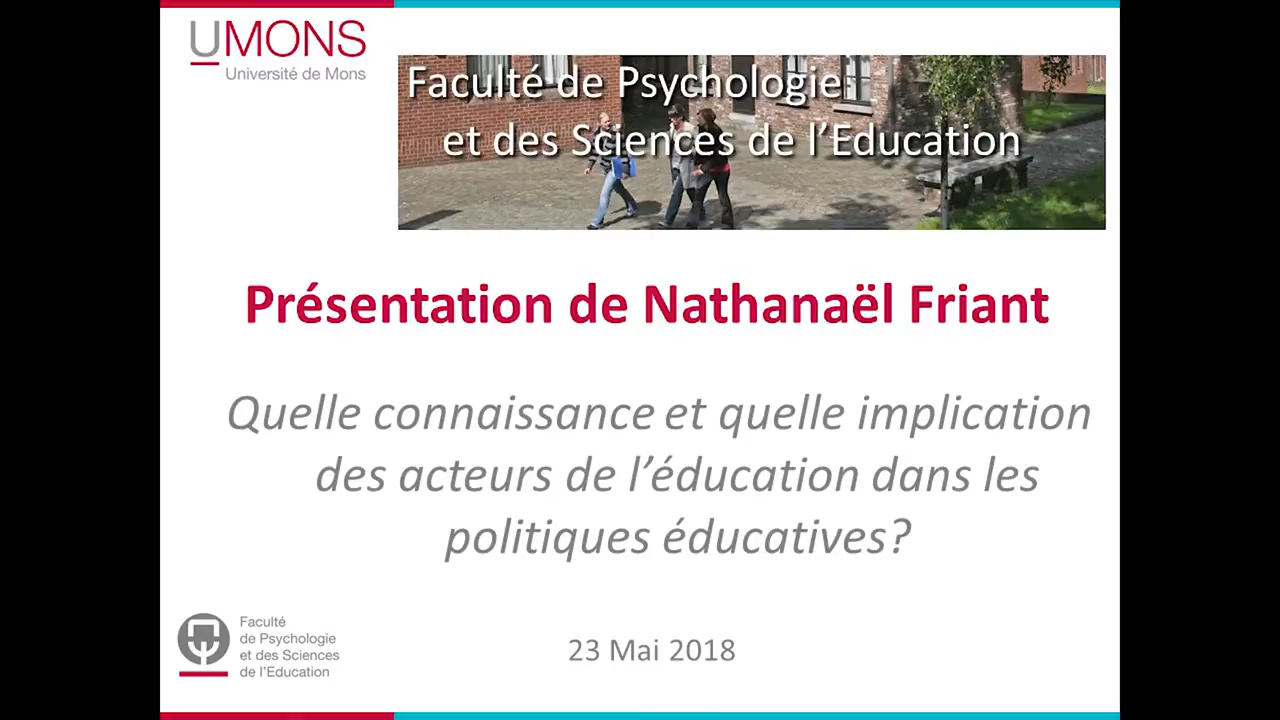 UMONS
Université de Mons
Faculté de Psychologie
et des Sciences de l'Education
Présentation de Nathanaël Friant
Quelle connaissance et quelle implication
des acteurs de l'éducation dans les
politiques éducatives?
Faculté
de Psychologie
et des Sciences
de l'Education
23 Mai 2018